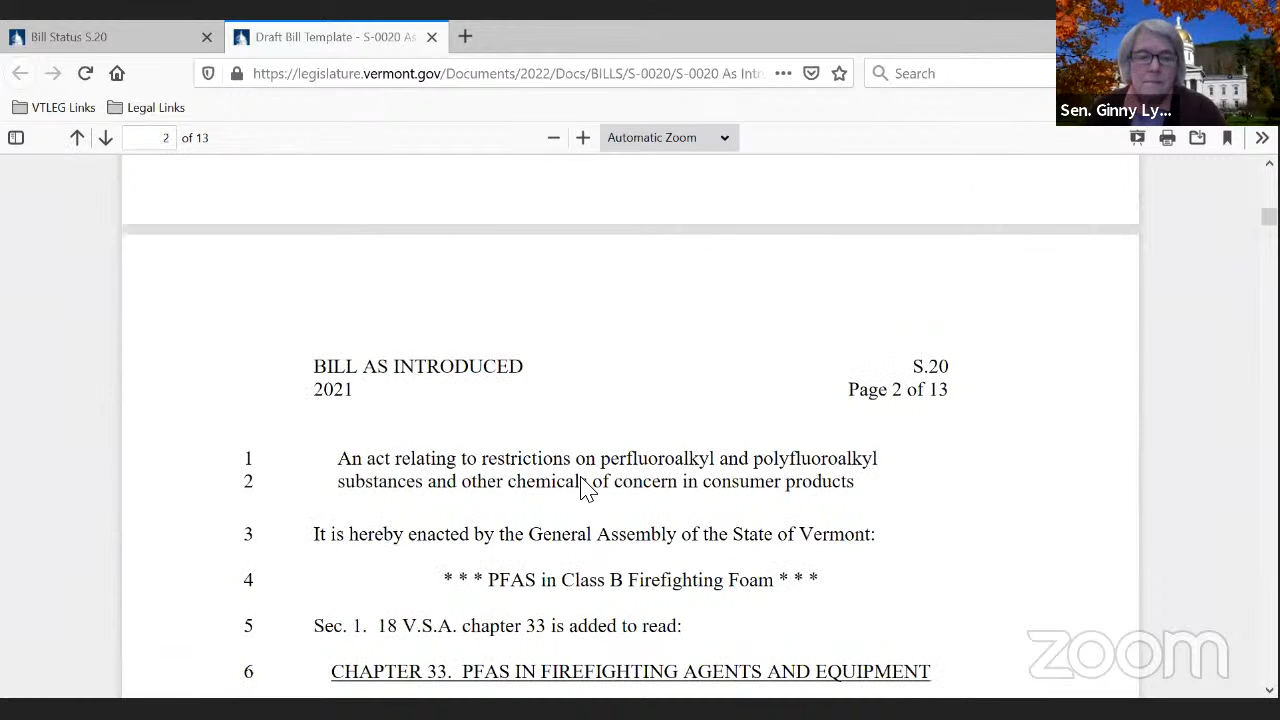 Bill Status S.20
Draft Bill Template - S-0020 As
https://legislature.vermont.gov/Documents/2022/Docs/BILLS/S-0020/S-0020 As Intr
Search
VTLEG Links
Legal Links
2 of 13
Automatic Zoom
Sen. Ginny Ly...
BILL AS INTRODUCED S.20
2021 Page 2 of 13
1 An act relating to restrictions on perfluoroalkyl and polyfluoroalkyl
2 substances and other chemicals of concern in consumer products
3 It is hereby enacted by the General Assembly of the State of Vermont:
4 * * * PFAS in Class B Firefighting Foam * * *
5 Sec. 1. 18 V.S.A. chapter 33 is added to read:
6 CHAPTER 33. PFAS IN FIREFIGHTING AGENTS AND EQUIPMENT
zoom